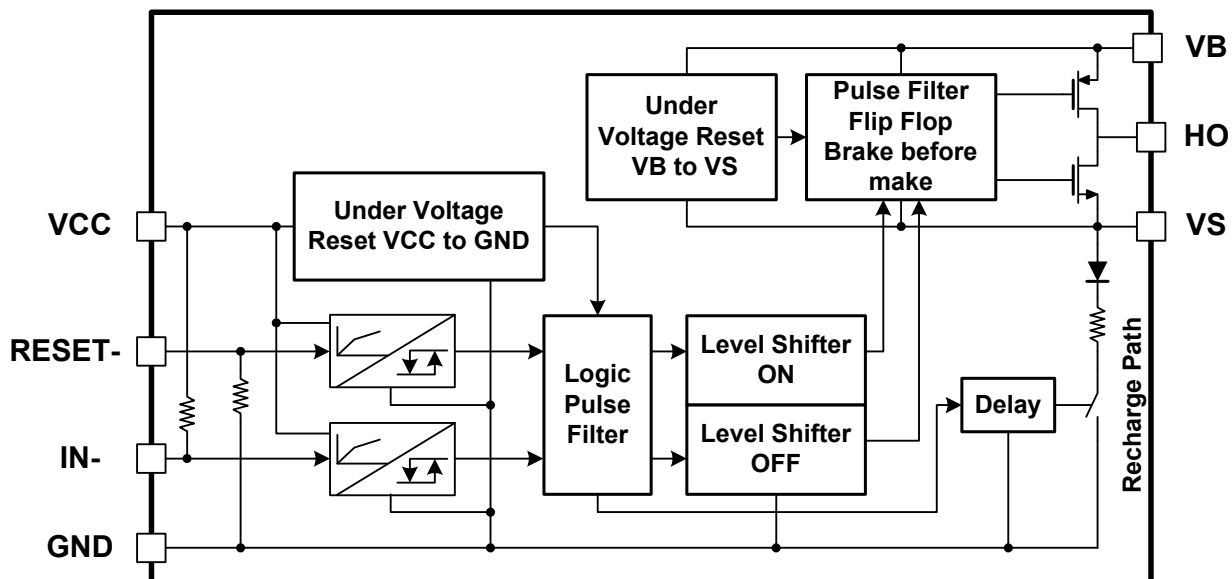 VB
Under
Voltage Reset
VB to VS
Pulse Filter
Flip Flop
Brake before
make
HO
VCC
Under Voltage
Reset VCC to GND
VS
RESET-
Logic
Pulse
Filter
Level Shifter
ON
Level Shifter
OFF
Delay
Recharge Path
IN-
GND